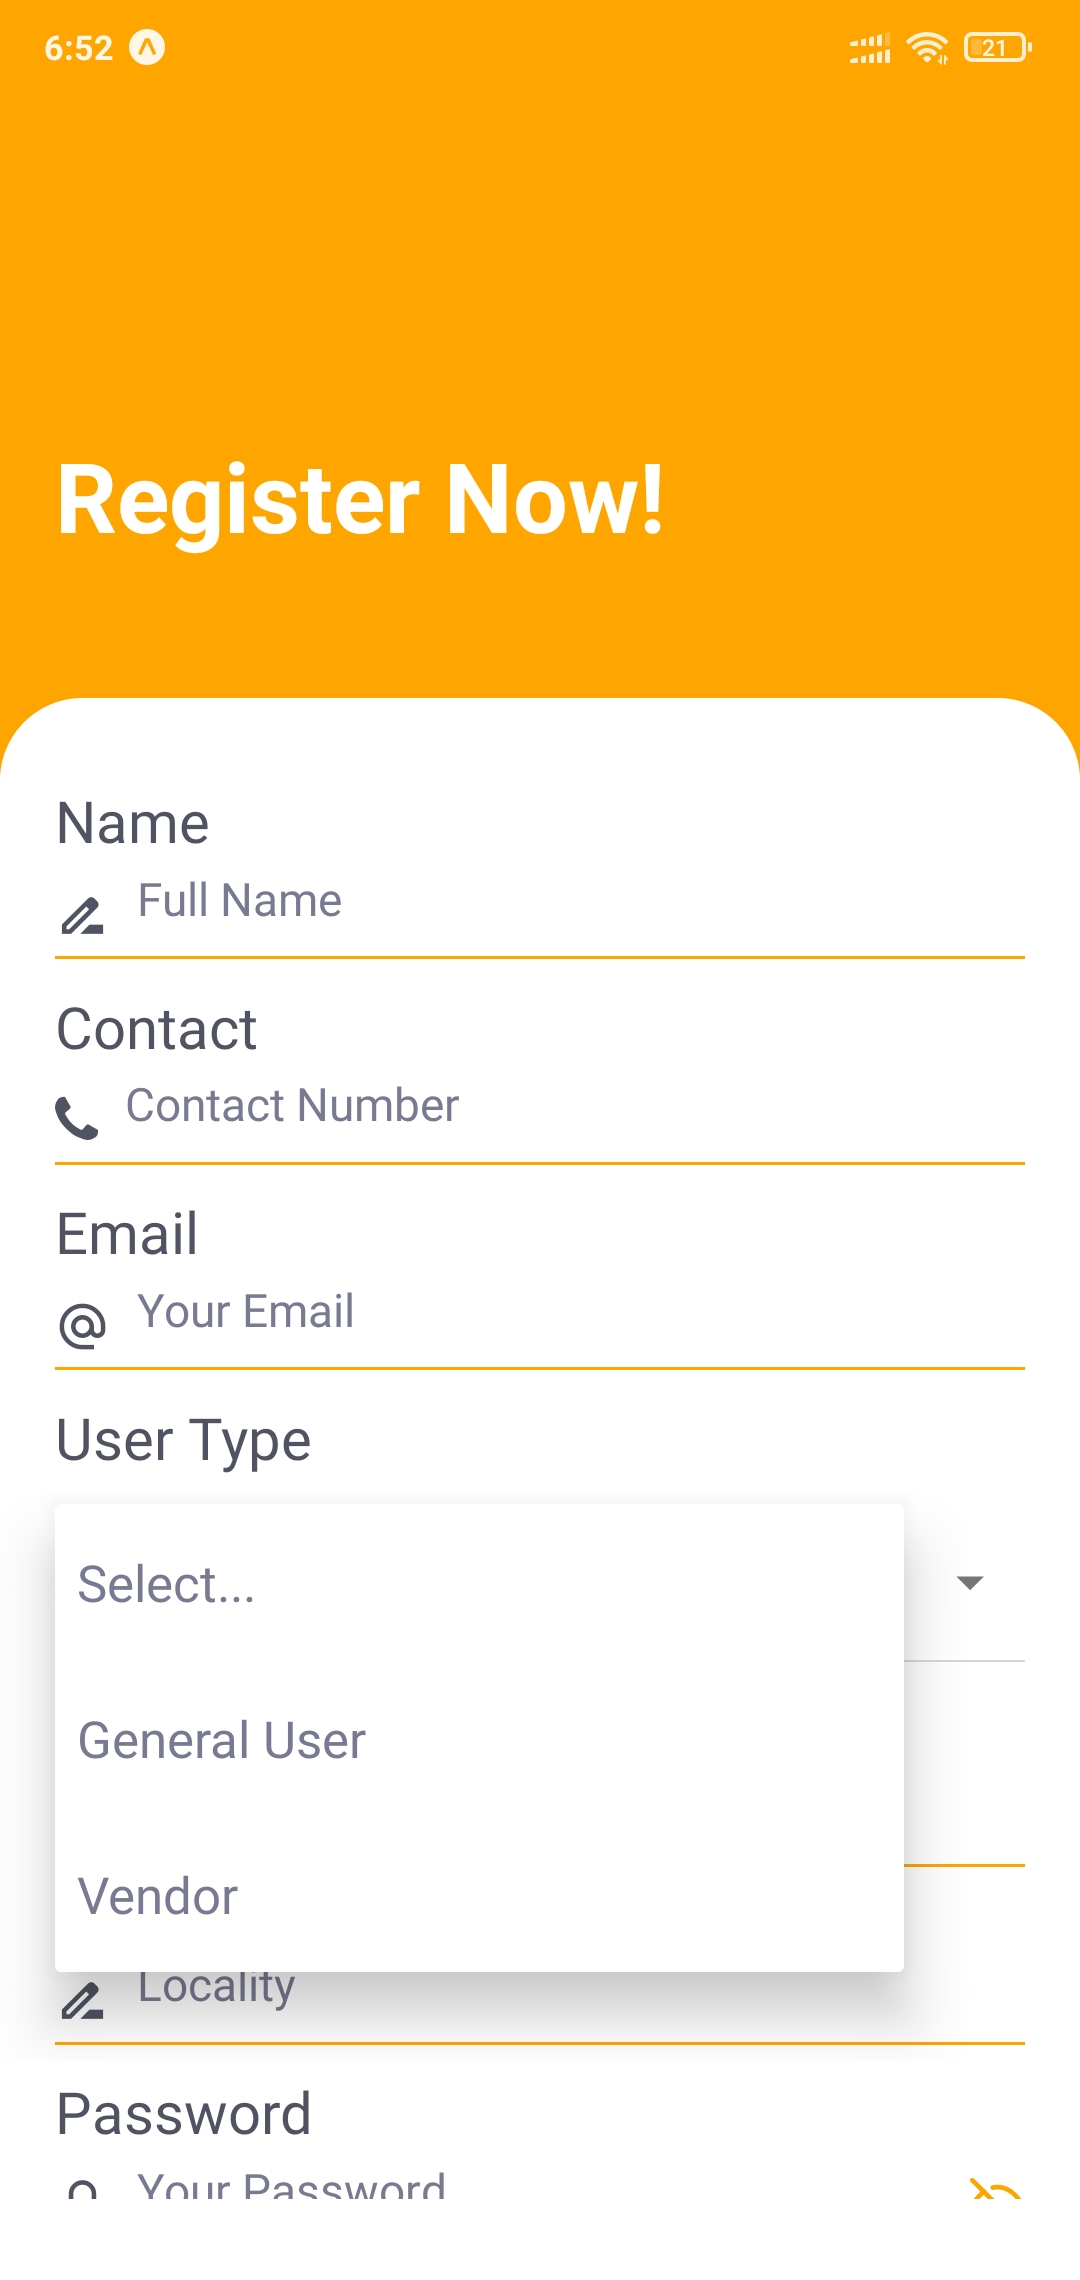 6:52
21
Register Now!
Name
Full Name
Contact
Contact Number
Email
Your Email
User Type
Select...
General User
Vendor
Locality
Password
Your Password